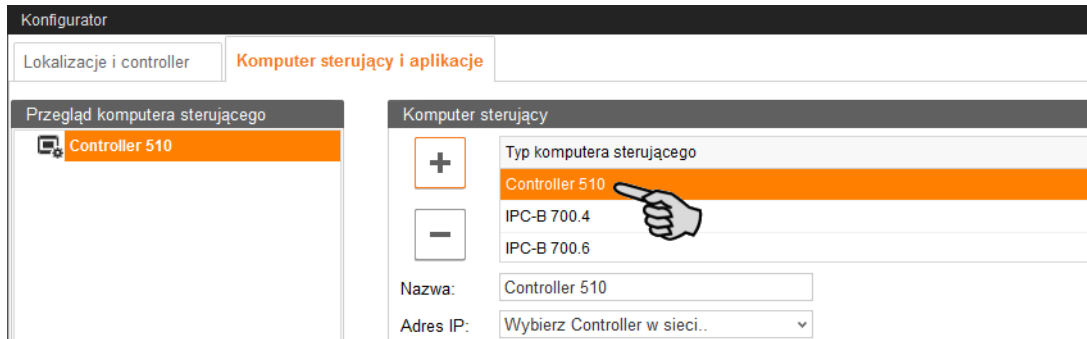 Konfigurator
Lokalizacje i controller
Komputer sterujący i aplikacje
Przegląd komputera sterującego
Controller 510
Komputer sterujący
Typ komputera sterującego
Controller 510
IPC-B 700.4
IPC-B 700.6
Nazwa: Controller 510
Adres IP: Wybierz Controller w sieci..